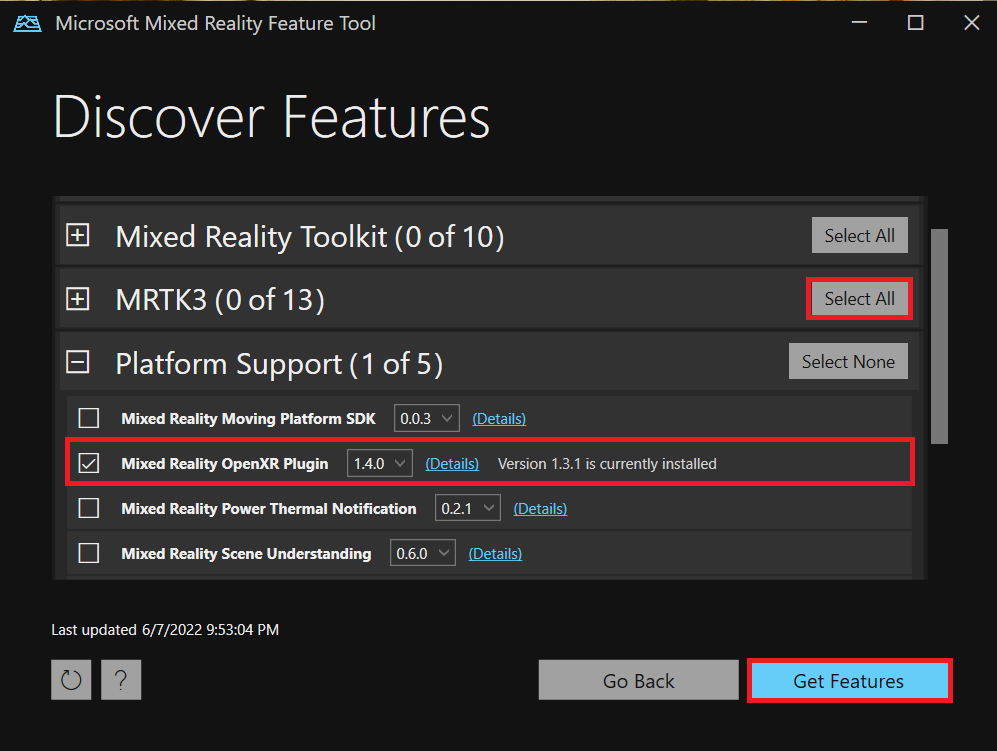 Microsoft Mixed Reality Feature Tool
Discover Features
Mixed Reality Toolkit (0 of 10) Select All
MRTK3 (0 of 13) Select All
Platform Support (1 of 5) Select None
Mixed Reality Moving Platform SDK 0.0.3 (Details)
Mixed Reality OpenXR Plugin 1.4.0 (Details) Version 1.3.1 is currently installed
Mixed Reality Power Thermal Notification 0.2.1 (Details)
Mixed Reality Scene Understanding 0.6.0 (Details)
Last updated 6/7/2022 9:53:04 PM
? Go Back Get Features